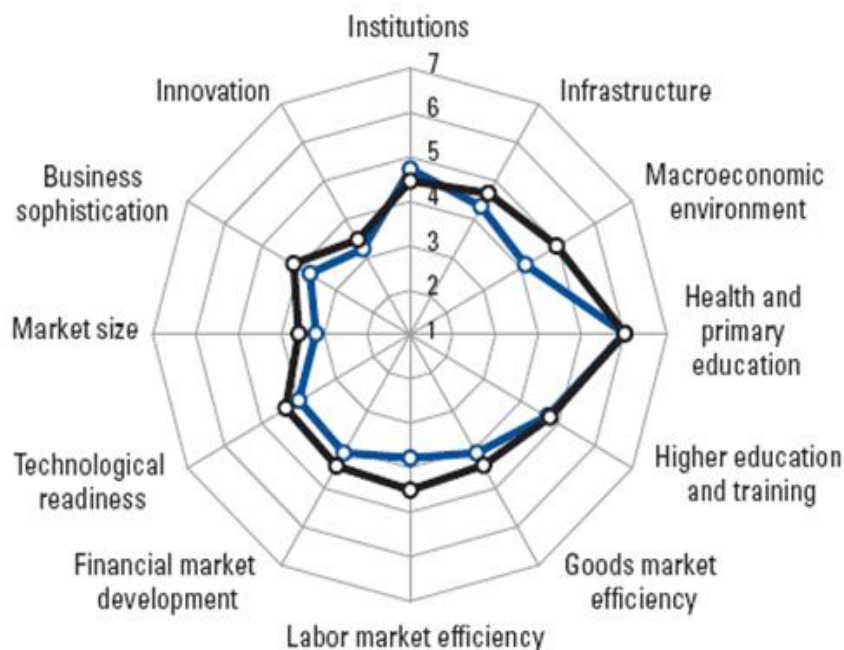 Institutions
7
6
5
4
3
2
1
Infrastructure
Macroeconomic
environment
Health and
primary
education
Higher education
and training
Goods market
efficiency
Labor market efficiency
Financial market
development
Technological
readiness
Market size
Business
sophistication
Innovation